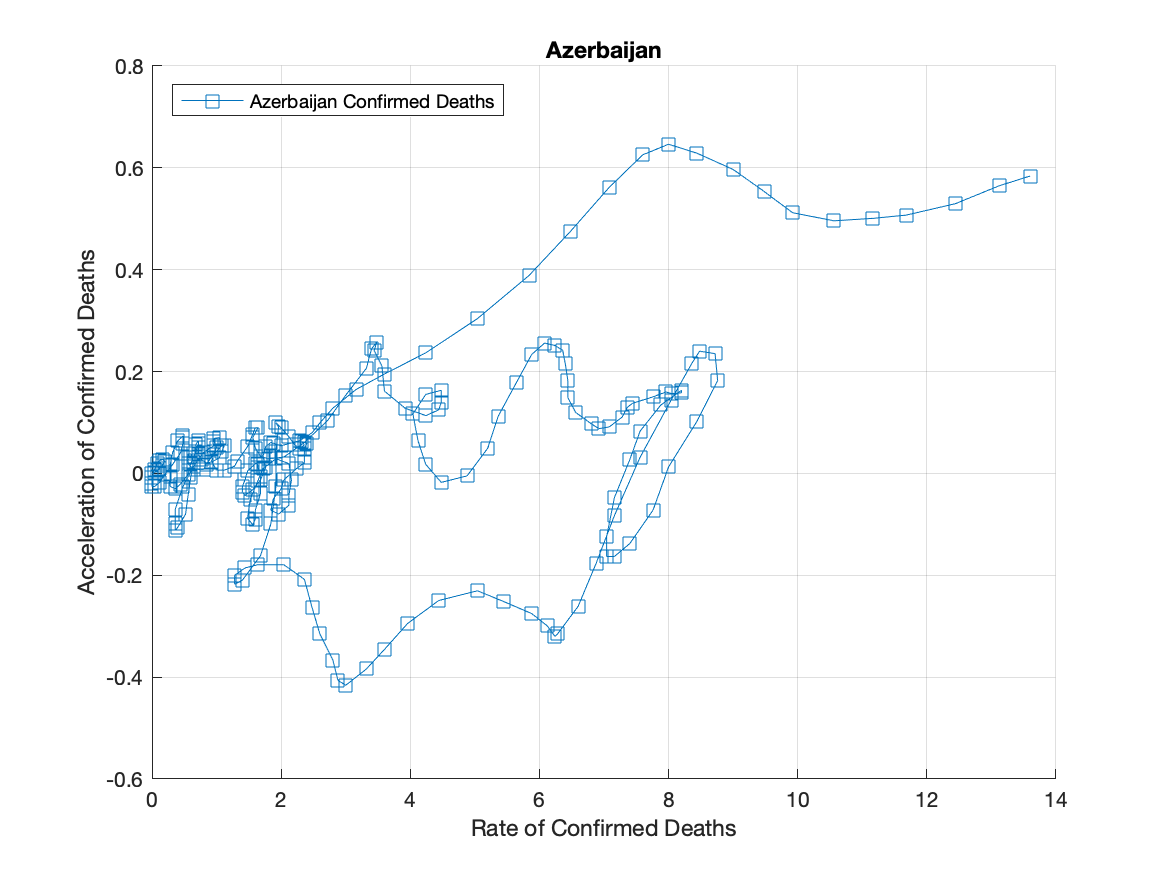 Azerbaijan
0.8
Azerbaijan Confirmed Deaths
0.6
0.4
0.2
0
-0.2
-0.4
-0.6
Acceleration of Confirmed Deaths
0 2 4 6 8 10 12 14
Rate of Confirmed Deaths